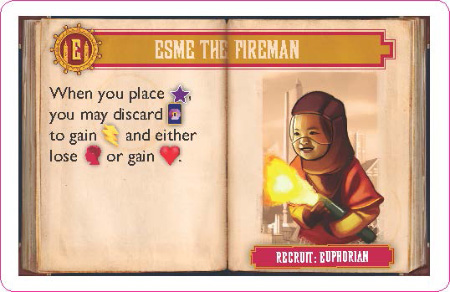 E
ESME THE FIREMAN
When you place ,
you may discard
to gain and either
lose or gain .
RECRUIT: EUPHORIAN